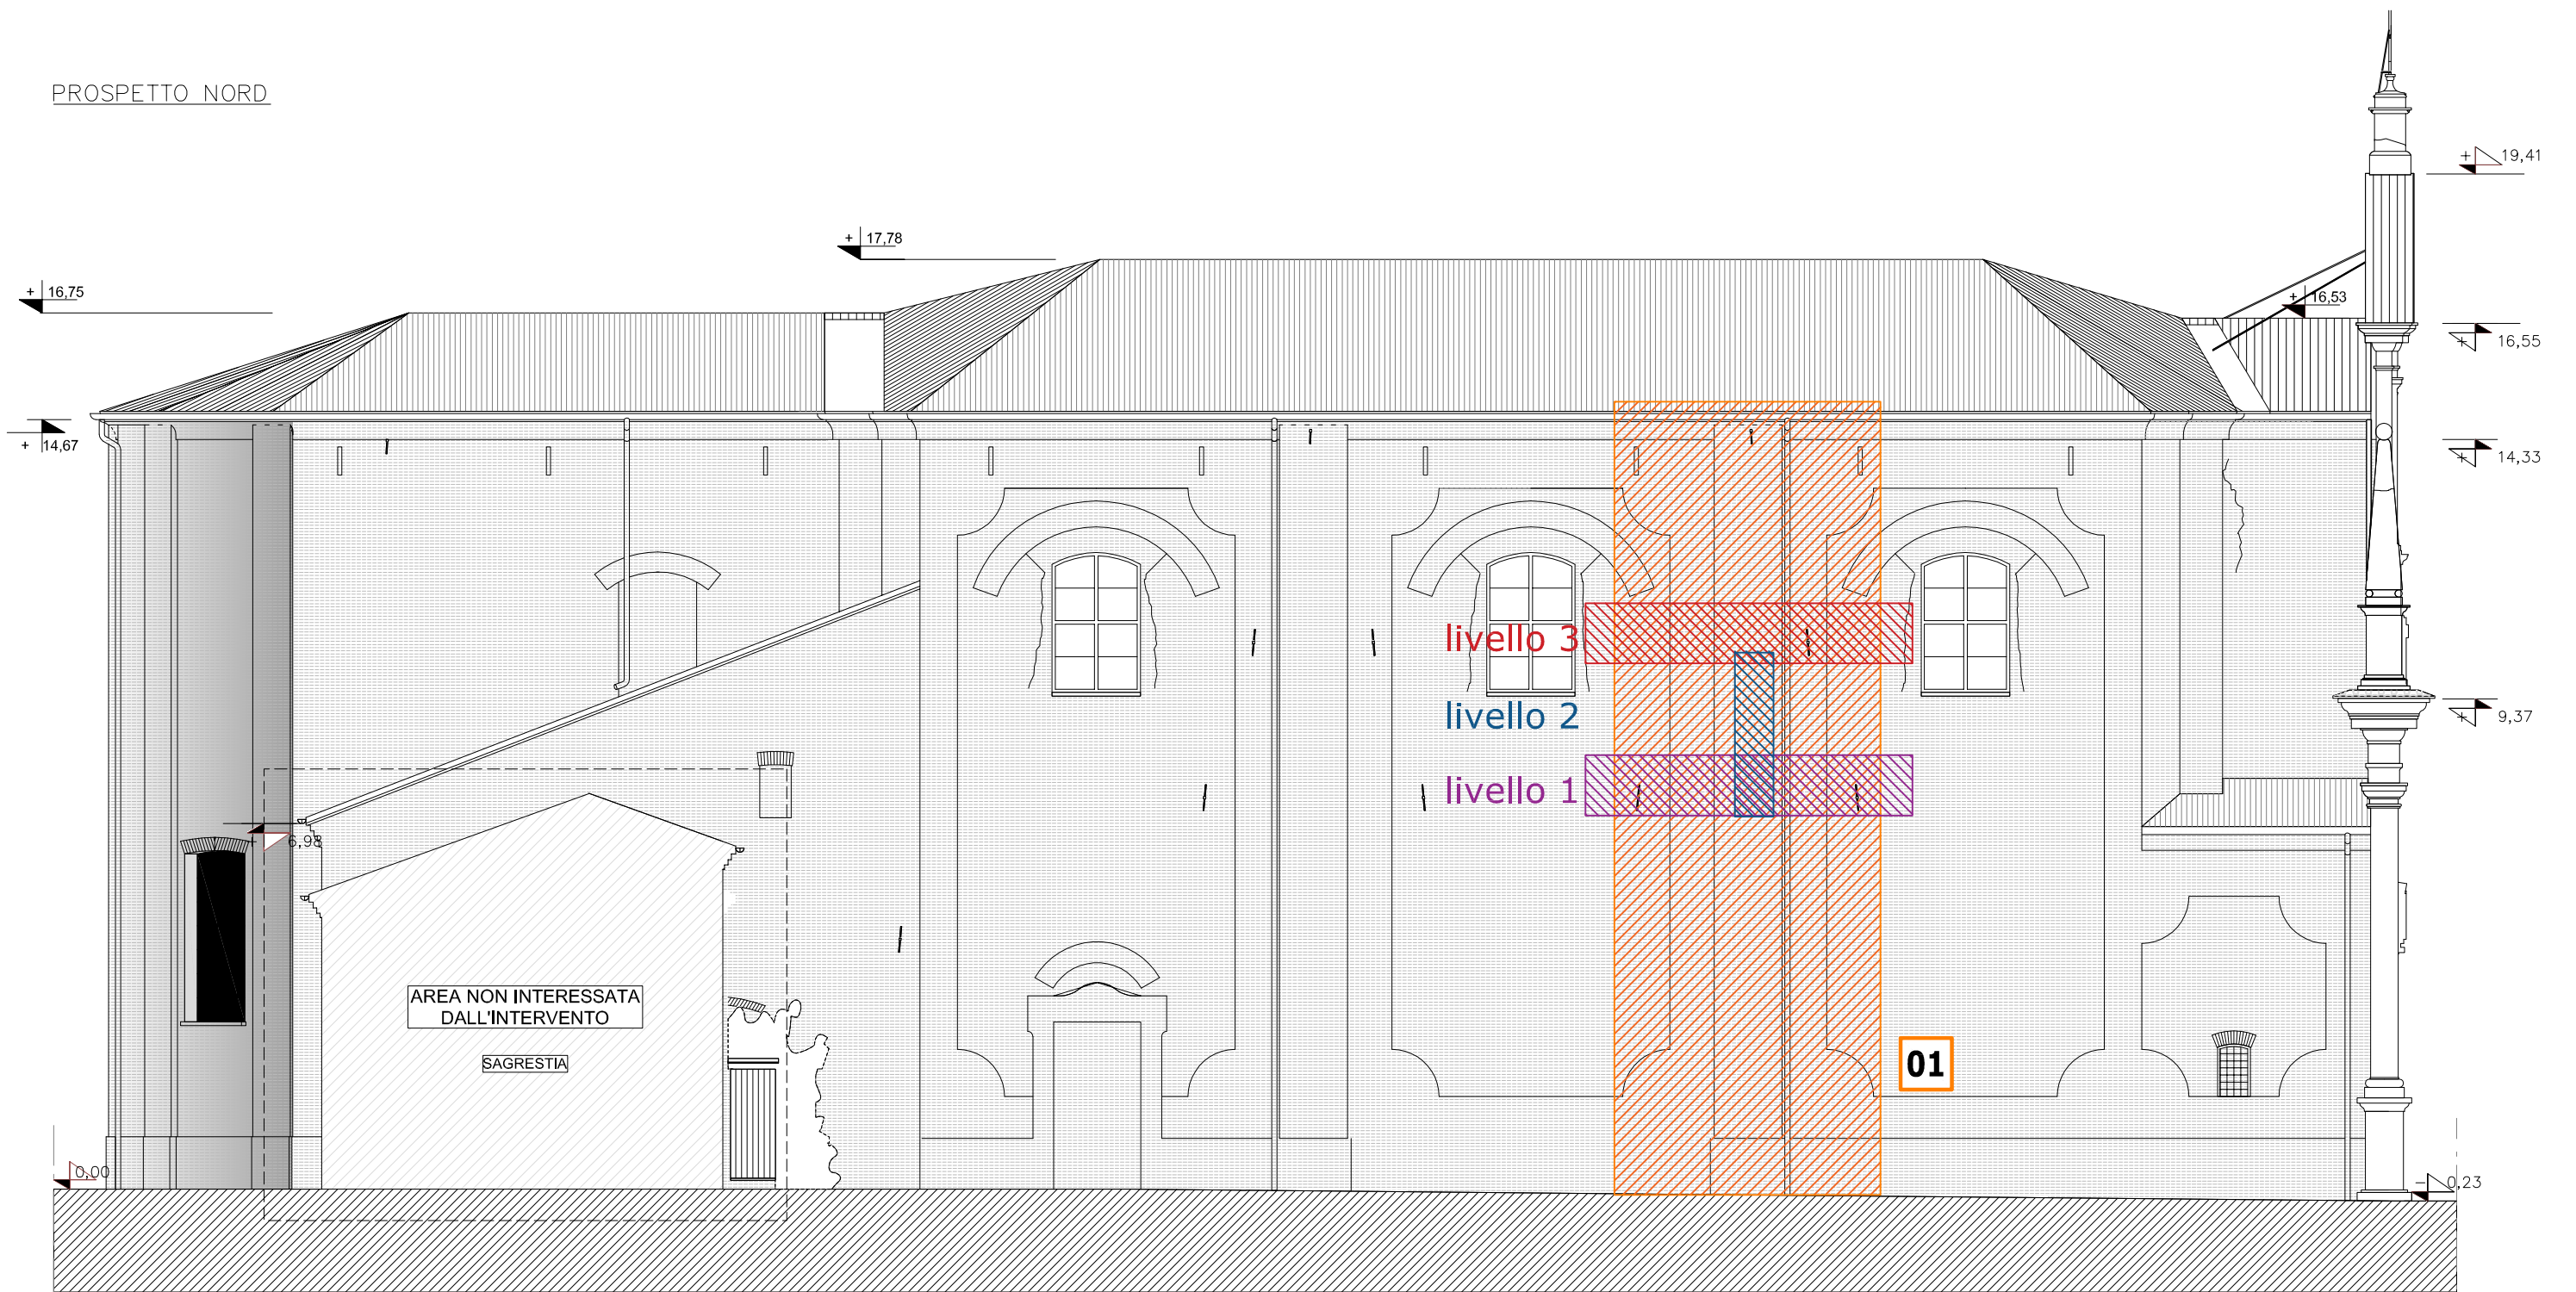 PROSPETTO NORD
+ 19,41
+ 17,78
+ 16,75
+ 16,53
+ 16,55
+ 14,67
+ 14,33
livello 3
livello 2
+ 9,37
livello 1
+ 6,98
AREA NON INTERESSATA
DALL'INTERVENTO
SAGRESTIA
01
0,00
- 0,23